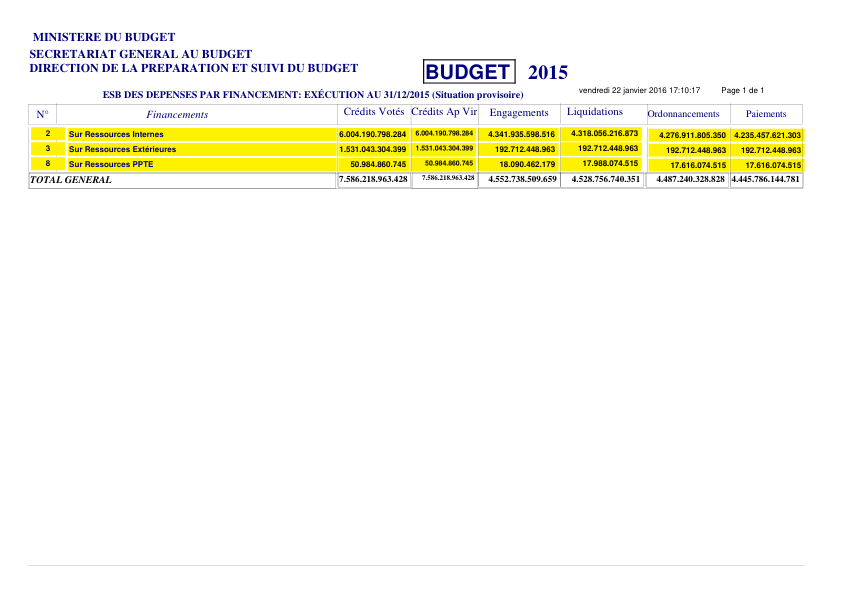 MINISTERE DU BUDGET
SECRETARIAT GENERAL AU BUDGET
DIRECTION DE LA PREPARATION ET SUIVI DU BUDGET
BUDGET 2015
vendredi 22 janvier 2016 17:10:17 Page 1 de 1
ESB DES DEPENSES PAR FINANCEMENT: EXÉCUTION AU 31/12/2015 (Situation provisoire)
N° Financements Crédits Votés Crédits Ap Vir Engagements Liquidations Ordonnancements Paiements
2 Sur Ressources Internes 6.004.190.798.284 6.004.190.798.284 4.341.935.598.516 4.318.056.216.873 4.276.911.805.350 4.235.457.621.303
3 Sur Ressources Extérieures 1.531.043.304.399 1.531.043.304.399 192.712.448.963 192.712.448.963 192.712.448.963 192.712.448.963
8 Sur Ressources PPTE 50.984.860.745 50.984.860.745 18.090.462.179 17.988.074.515 17.616.074.515 17.616.074.515
TOTAL GENERAL 7.586.218.963.428 7.586.218.963.428 4.552.738.509.659 4.528.756.740.351 4.487.240.328.828 4.445.786.144.781